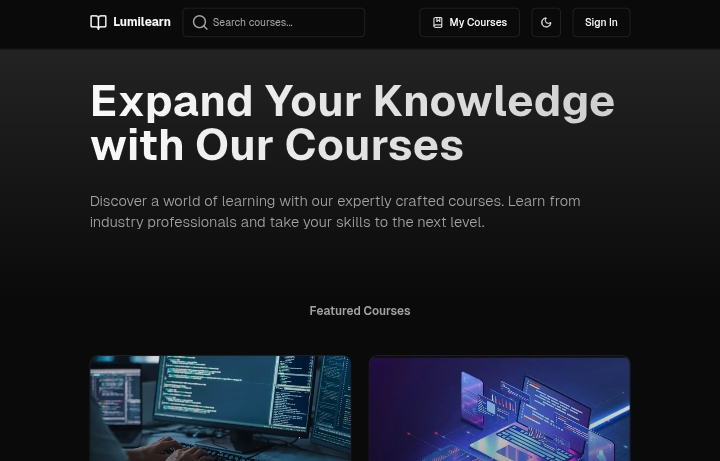 Lumilearn
Search courses...
My Courses
Sign In
Expand Your Knowledge
with Our Courses
Discover a world of learning with our expertly crafted courses. Learn from
industry professionals and take your skills to the next level.
Featured Courses